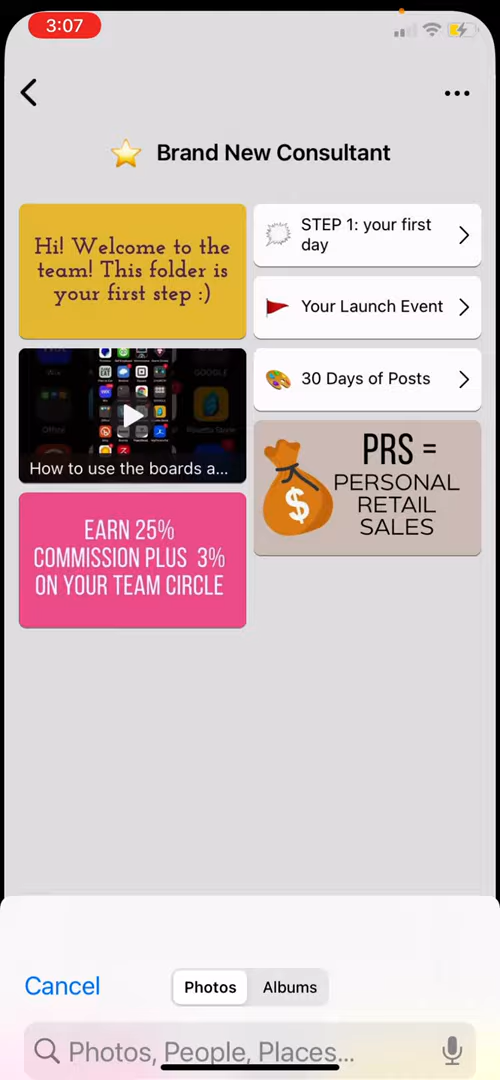 3:07
Brand New Consultant
Hi! Welcome to the
team! This folder is
your first step :)
STEP 1: your first
day
Your Launch Event
30 Days of Posts
How to use the boards a...
PRS =
PERSONAL
RETAIL
SALES
$
EARN 25%
COMMISSION PLUS 3%
ON YOUR TEAM CIRCLE
Cancel
Photos
Albums
Photos, People, Places...